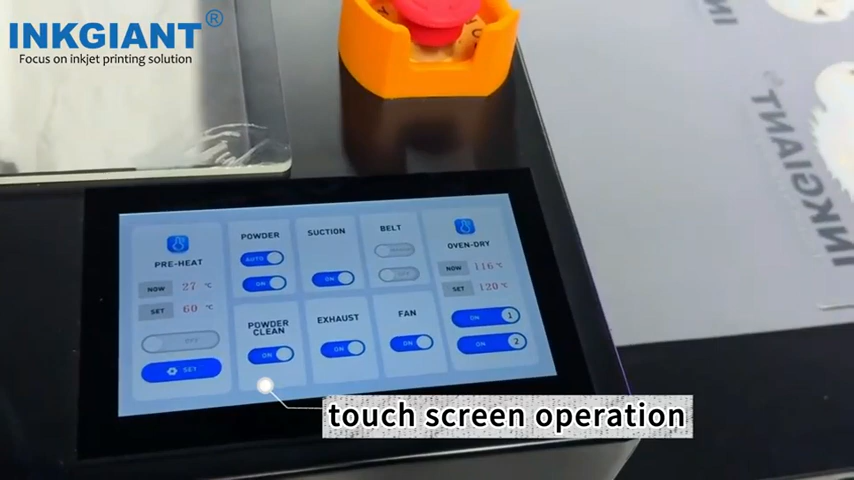 INKGIANT®
Focus on inkjet printing solution
INKGIANT
PRE-HEAT
NOW 27 ℃
SET 60 ℃
OFF
SET
POWDER
AUTO
ON
SUCTION
ON
BELT
OFF
OVEN-DRY
NOW 116℃
SET 120℃
ON 1
ON 2
POWDER
CLEAN
ON
EXHAUST
ON
FAN
ON
touch screen operation